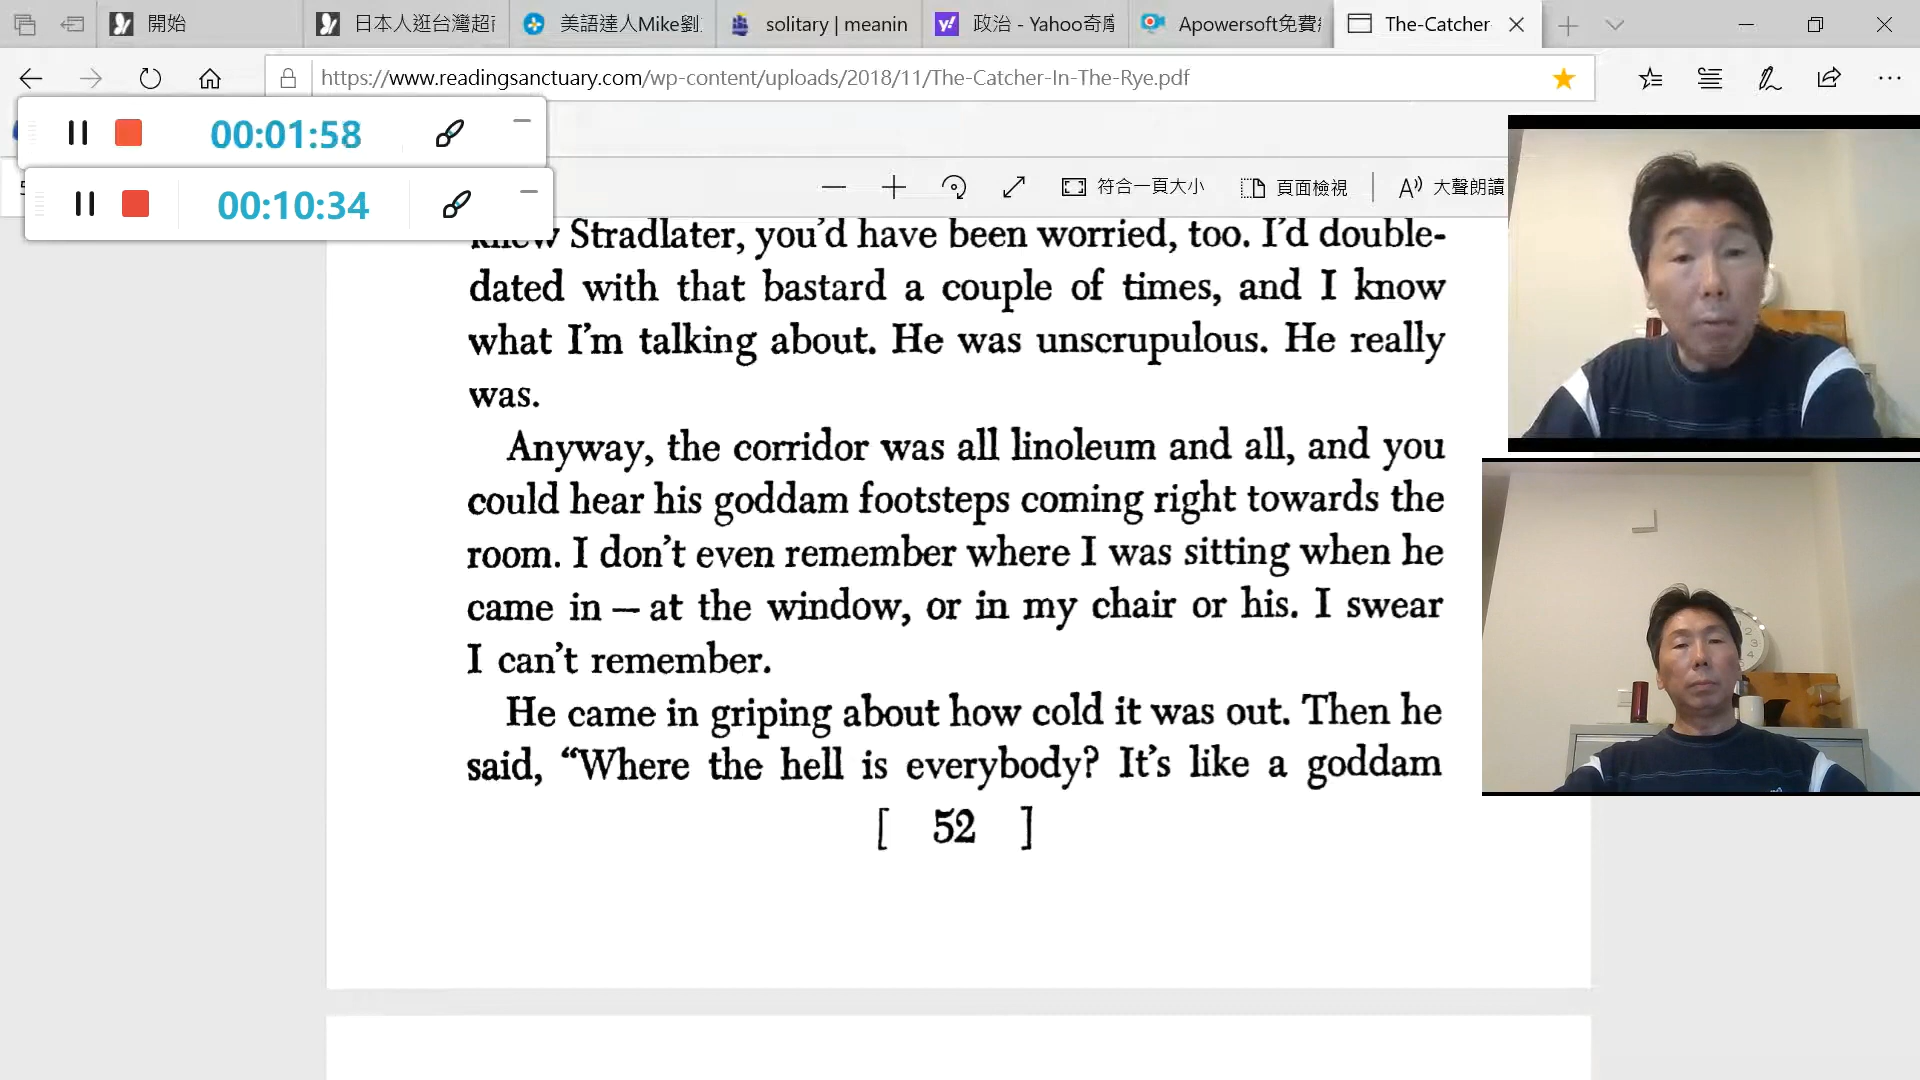 開始
日本人逛台灣超
美語達人Mike劉
solitary | meanin
政治 - Yahoo奇
Apowersoft免費
The-Catcher
https://www.readingsanctuary.com/wp-content/uploads/2018/11/The-Catcher-In-The-Rye.pdf
00:01:58
00:10:34
符合一頁大小
頁面檢視
大聲朗讀
knew Stradlater, you’d have been worried, too. I’d double-
dated with that bastard a couple of times, and I know
what I’m talking about. He was unscrupulous. He really
was.
Anyway, the corridor was all linoleum and all, and you
could hear his goddam footsteps coming right towards the
room. I don’t even remember where I was sitting when he
came in — at the window, or in my chair or his. I swear
I can’t remember.
He came in griping about how cold it was out. Then he
said, “Where the hell is everybody? It’s like a goddam
[ 52 ]